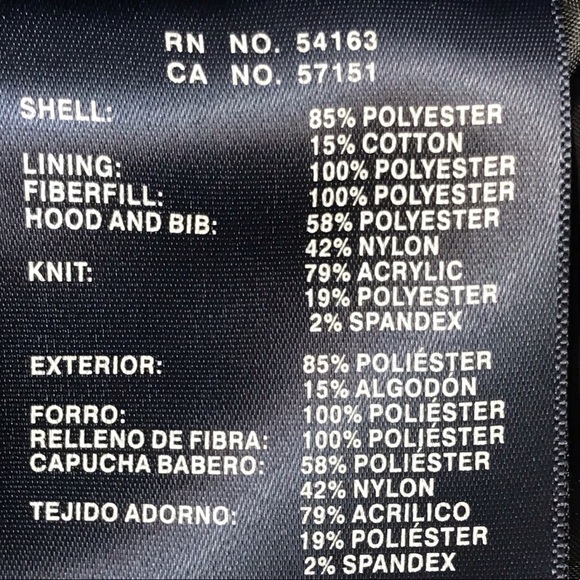 RN NO. 54163
CA NO. 57151
SHELL: 85% POLYESTER
15% COTTON
LINING: 100% POLYESTER
FIBERFILL: 100% POLYESTER
HOOD AND BIB: 58% POLYESTER
42% NYLON
KNIT: 79% ACRYLIC
19% POLYESTER
2% SPANDEX
EXTERIOR: 85% POLIÉSTER
15% ALGODÓN
FORRO: 100% POLIÉSTER
RELLENO DE FIBRA: 100% POLIÉSTER
CAPUCHA BABERO: 58% POLIÉSTER
42% NYLON
TEJIDO ADORNO: 79% ACRILICO
19% POLIÉSTER
2% SPANDEX